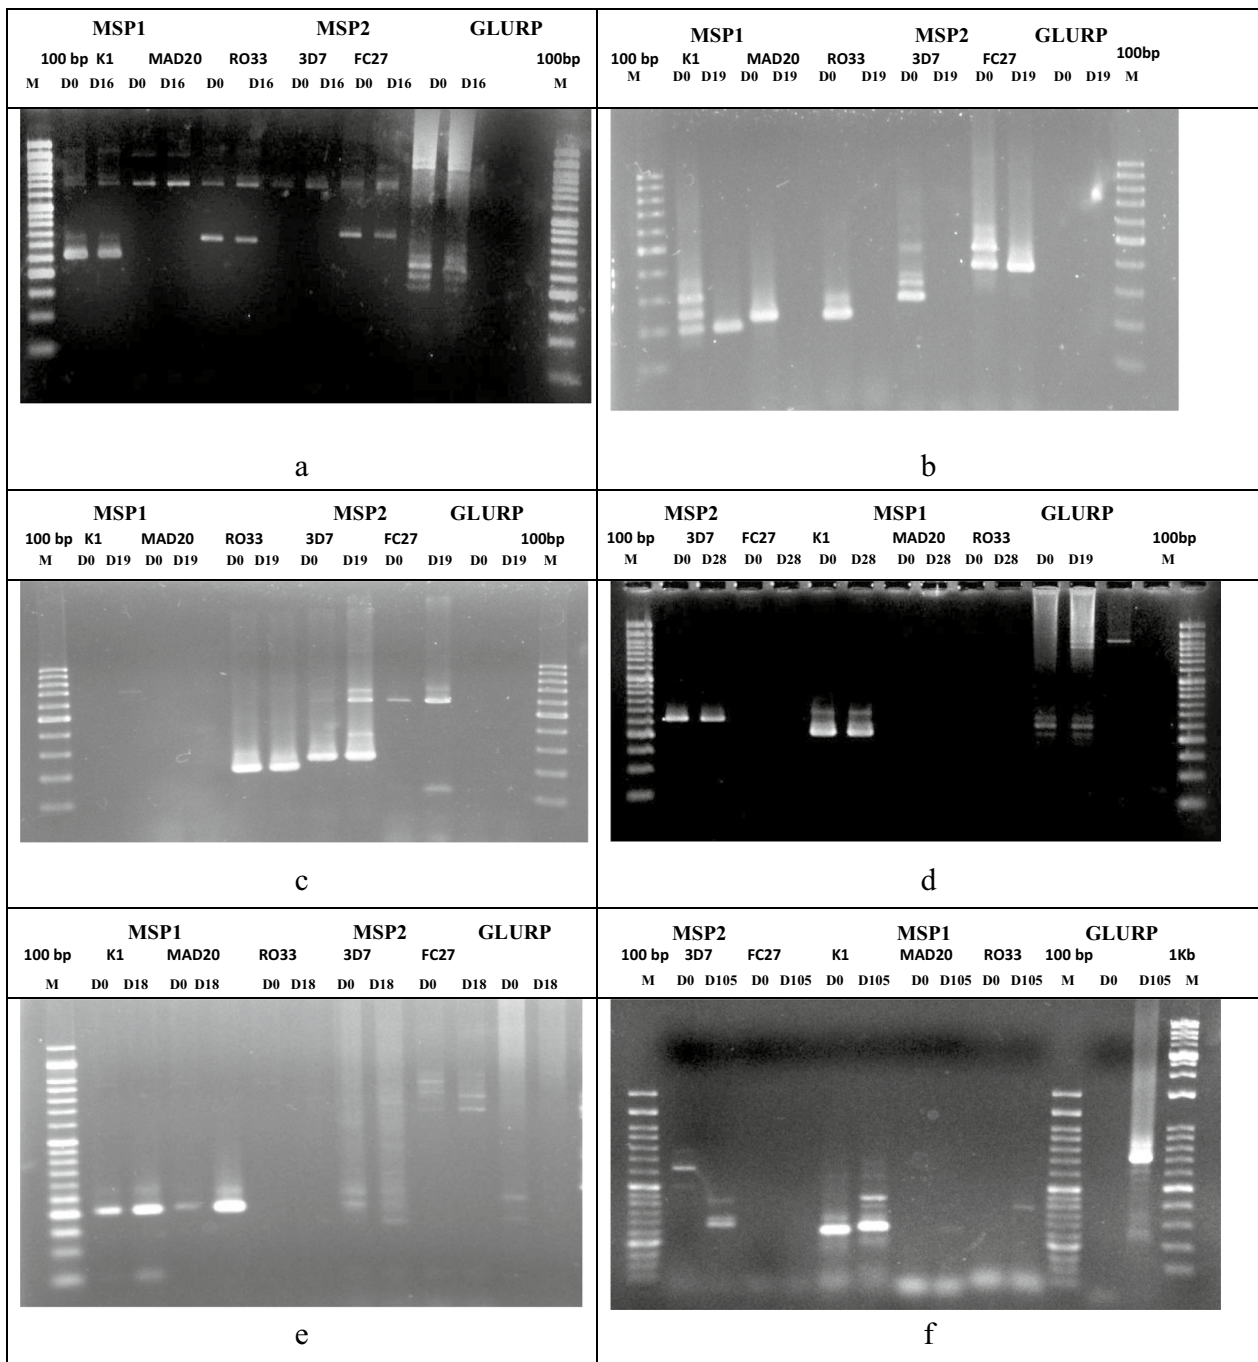 MSP1 MSP2 GLURP
100 bp K1 MAD20 RO33 3D7 FC27 100bp
M D0 D16 D0 D16 D0 D16 D0 D16 D0 D16 D0 D16 M
a
MSP1 MSP2 GLURP
100 bp K1 MAD20 RO33 3D7 FC27 100bp
M D0 D19 D0 D19 D0 D19 D0 D19 D0 D19 D0 D19 M
b
MSP1 MSP2 GLURP
100 bp K1 MAD20 RO33 3D7 FC27 100bp
M D0 D19 D0 D19 D0 D19 D0 D19 D0 D19 D0 D19 M
c
MSP2 MSP1 GLURP
100 bp 3D7 FC27 K1 MAD20 RO33 100bp
M D0 D28 D0 D28 D0 D28 D0 D28 D0 D28 D0 D19 M
d
MSP1 MSP2 GLURP
100 bp K1 MAD20 RO33 3D7 FC27
M D0 D18 D0 D18 D0 D18 D0 D18 D0 D18 D0 D18
e
MSP2 MSP1 GLURP
100 bp 3D7 FC27 K1 MAD20 RO33 100 bp 1Kb
M D0 D105 D0 D105 D0 D105 D0 D105 D0 D105 M D0 D105 M
f